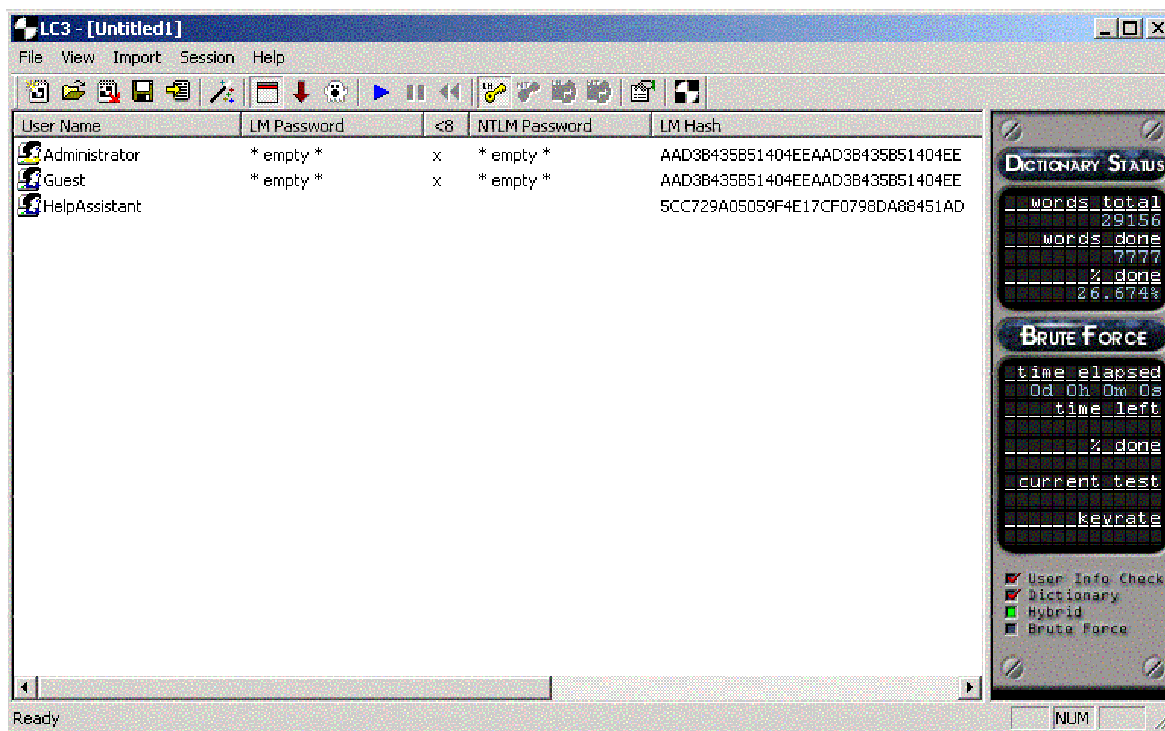 LC3 - [Untitled1]
File View Import Session Help
User Name LM Password <8 NTLM Password LM Hash
Administrator * empty * x * empty * AAD3B435B51404EEAAD3B435B51404EE
Guest * empty * x * empty * AAD3B435B51404EEAAD3B435B51404EE
HelpAssistant 5CC729A05059F4E17CF0798DA88451AD
DICTIONARY STATUS
words total
29156
words done
7777
% done
26.674%
BRUTE FORCE
time elapsed
0d 0h 0m 0s
time left
% done
current test
keyrate
User Info Check
Dictionary
Hybrid
Brute Force
Ready NUM